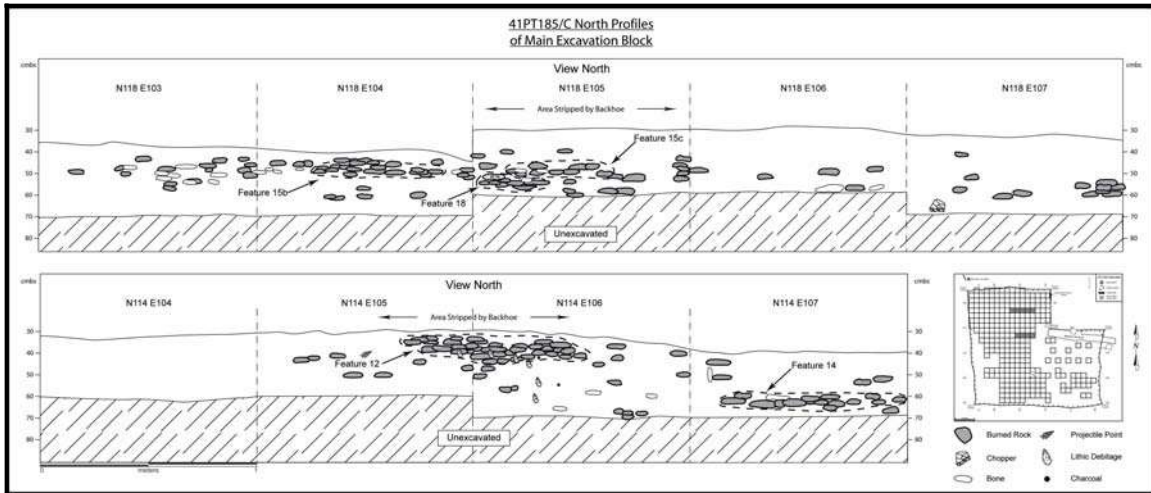 41PT185/C North Profiles
of Main Excavation Block
View North
cmbs
cmbs
N118 E103
N118 E104
N118 E105
N118 E106
N118 E107
Area Stripped by Backhoe
30
30
40
40
50
50
60
60
70
70
80
80
Feature 15c
Feature 15b
Feature 18
Unexcavated
View North
cmbs
cmbs
N114 E104
N114 E105
N114 E106
N114 E107
Area Stripped by Backhoe
30
30
40
40
50
50
60
60
70
70
80
80
90
90
Feature 12
Feature 14
Unexcavated
0
meters
1
N
Burned Rock
Projectile Point
Chopper
Lithic Debitage
Bone
Charcoal